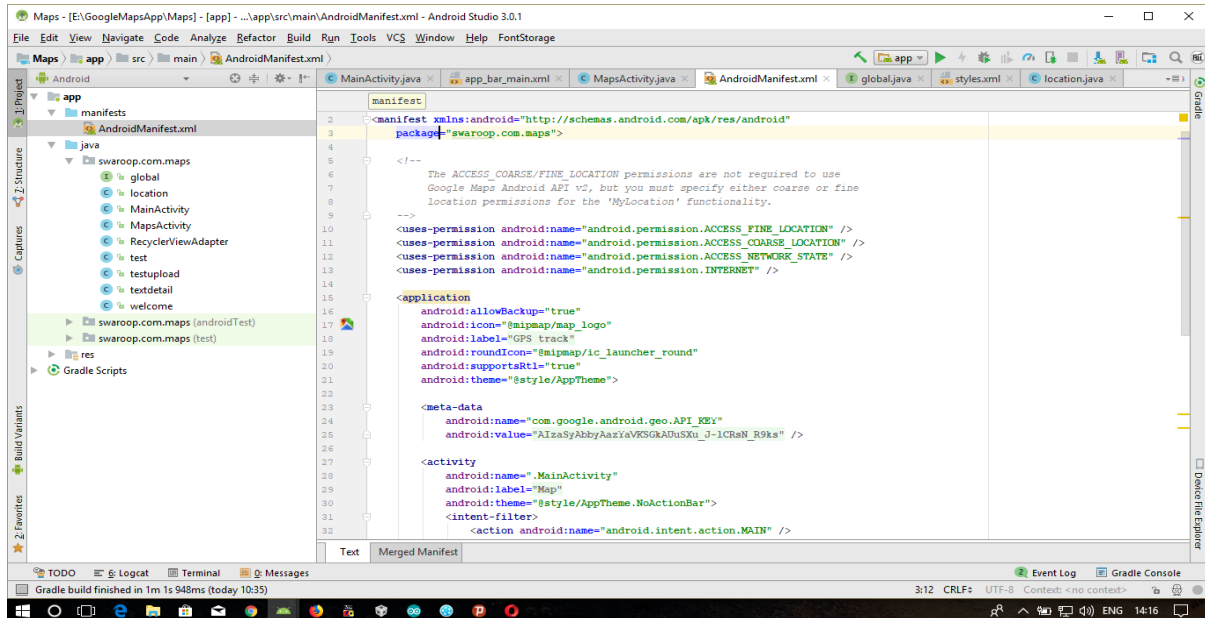 Maps - [E:\GoogleMapsApp\Maps] - [app] - ...\app\src\main\AndroidManifest.xml - Android Studio 3.0.1
File Edit View Navigate Code Analyze Refactor Build Run Tools VCS Window Help FontStorage
Maps app src main AndroidManifest.xml app
Android MainActivity.java app_bar_main.xml MapsActivity.java AndroidManifest.xml global.java styles.xml location.java
1: Project
7: Structure
Captures
Build Variants
2: Favorites
app
manifests
AndroidManifest.xml
java
swaroop.com.maps
global
location
MainActivity
MapsActivity
RecyclerViewAdapter
test
testupload
textdetail
welcome
swaroop.com.maps (androidTest)
swaroop.com.maps (test)
res
Gradle Scripts
manifest
2 <manifest xmlns:android="http://schemas.android.com/apk/res/android"
3 package="swaroop.com.maps">
4
5 <!--
6 The ACCESS_COARSE/FINE_LOCATION permissions are not required to use
7 Google Maps Android API v2, but you must specify either coarse or fine
8 location permissions for the 'MyLocation' functionality.
9 -->
10 <uses-permission android:name="android.permission.ACCESS_FINE_LOCATION" />
11 <uses-permission android:name="android.permission.ACCESS_COARSE_LOCATION" />
12 <uses-permission android:name="android.permission.ACCESS_NETWORK_STATE" />
13 <uses-permission android:name="android.permission.INTERNET" />
14
15 <application
16 android:allowBackup="true"
17 android:icon="@mipmap/map_logo"
18 android:label="GPS track"
19 android:roundIcon="@mipmap/ic_launcher_round"
20 android:supportsRtl="true"
21 android:theme="@style/AppTheme">
22
23 <meta-data
24 android:name="com.google.android.geo.API_KEY"
25 android:value="AIzaSyAbbyAazYaVKSGkAUuSXu_J-lCRsN_R9ks" />
26
27 <activity
28 android:name=".MainActivity"
29 android:label="Map"
30 android:theme="@style/AppTheme.NoActionBar">
31 <intent-filter>
32 <action android:name="android.intent.action.MAIN" />
Gradle
Device File Explorer
Text Merged Manifest
TODO 6: Logcat Terminal 0: Messages 2 Event Log Gradle Console
Gradle build finished in 1m 1s 948ms (today 10:35) 3:12 CRLF UTF-8 Context: <no context>
ENG 14:16